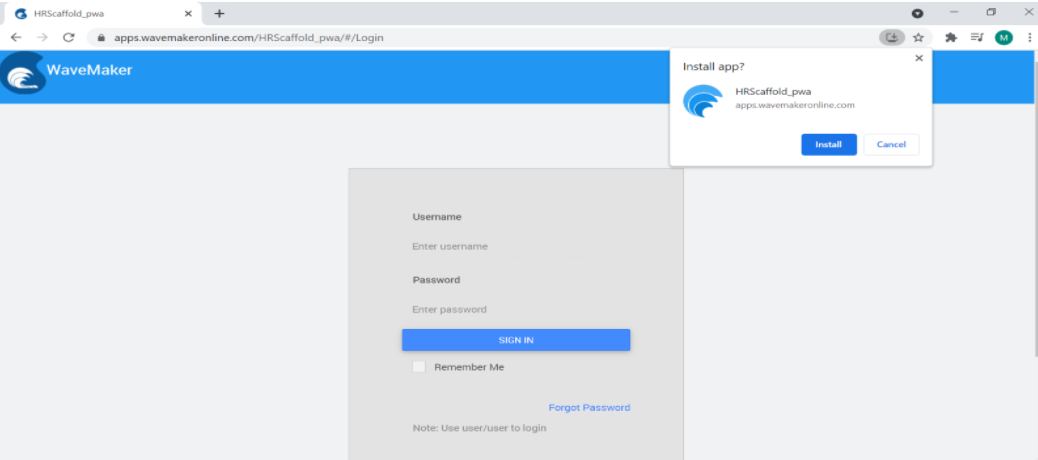 HRScaffold_pwa
apps.wavemakeronline.com/HRScaffold_pwa/#/Login
M
WaveMaker
Install app?
HRScaffold_pwa
apps.wavemakeronline.com
Install Cancel
Username
Enter username
Password
Enter password
SIGN IN
Remember Me
Forgot Password
Note: Use user/user to login